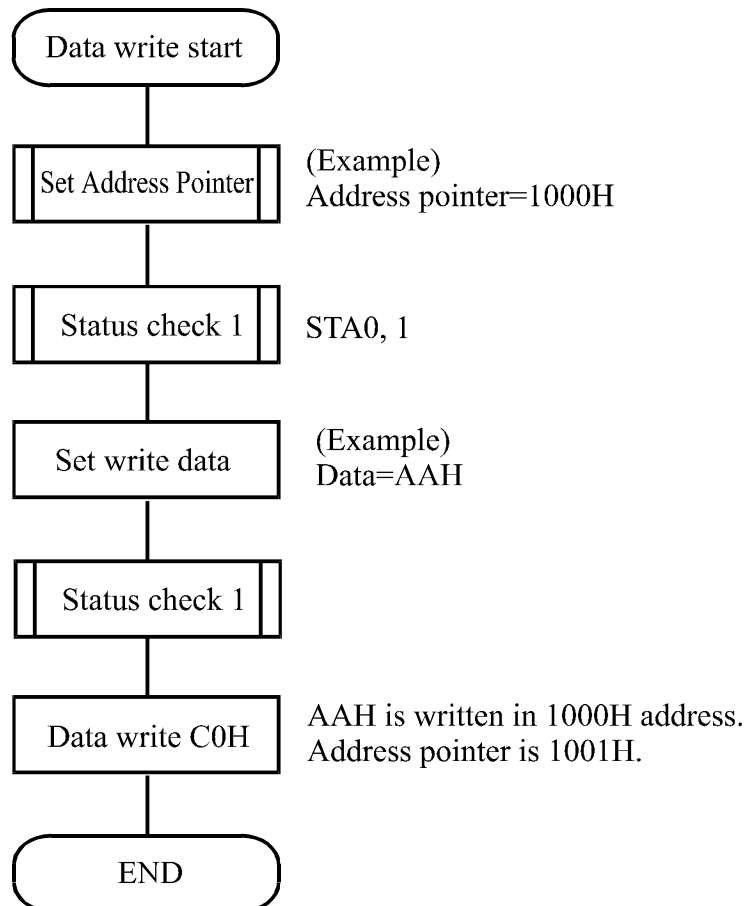 Data write start
Set Address Pointer
(Example)
Address pointer=1000H
Status check 1
STA0, 1
Set write data
(Example)
Data=AAH
Status check 1
Data write C0H
AAH is written in 1000H address.
Address pointer is 1001H.
END